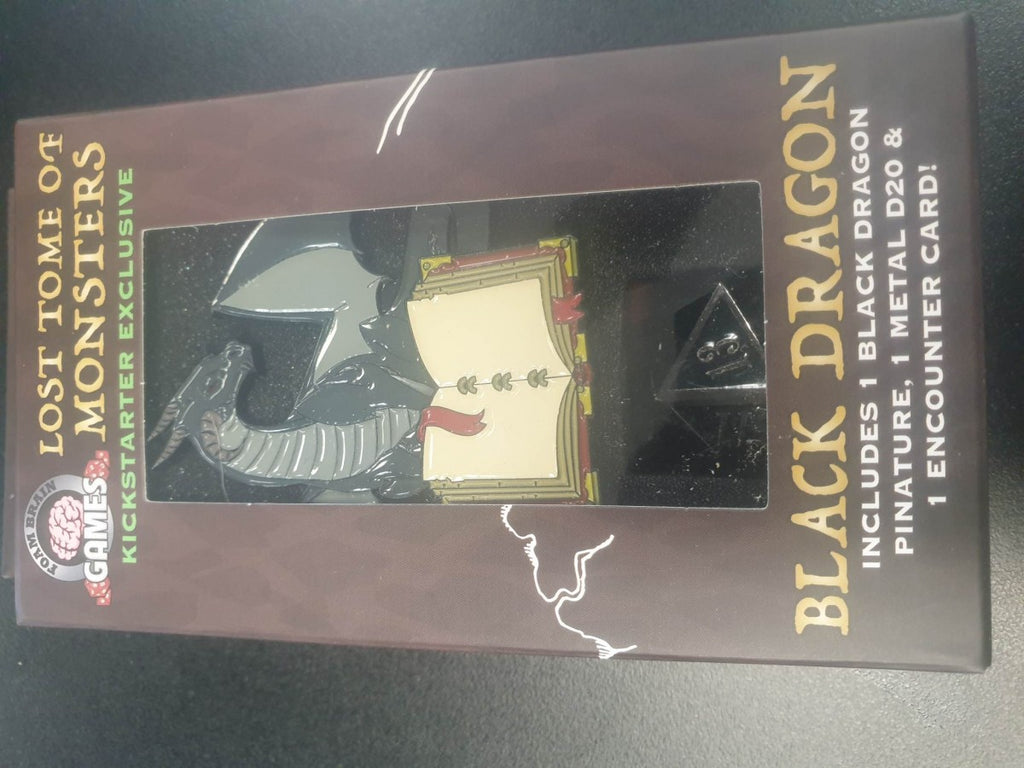 FOAM BRAIN
GAMES
LOST TOME OF
MONSTERS
KICKSTARTER EXCLUSIVE
BLACK DRAGON
INCLUDES 1 BLACK DRAGON
PINATURE, 1 METAL D20 &
1 ENCOUNTER CARD!